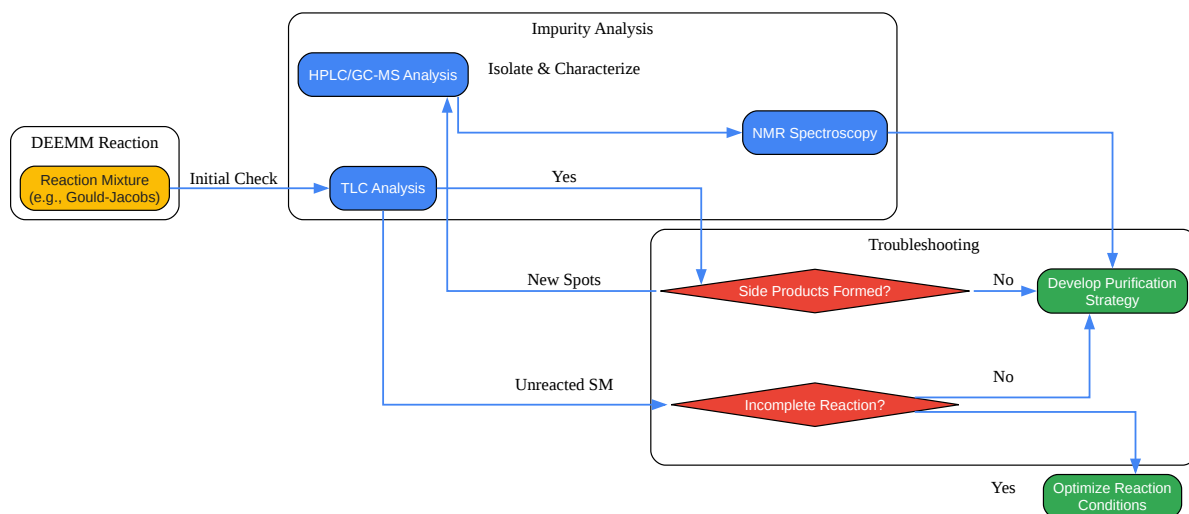 Impurity Analysis
HPLC/GC-MS Analysis
Isolate & Characterize
NMR Spectroscopy
DEEMM Reaction
Reaction Mixture
(e.g., Gould-Jacobs)
Initial Check
TLC Analysis
Yes
Troubleshooting
New Spots
Side Products Formed?
No
Develop Purification
Strategy
Unreacted SM
Incomplete Reaction?
No
Yes
Optimize Reaction
Conditions